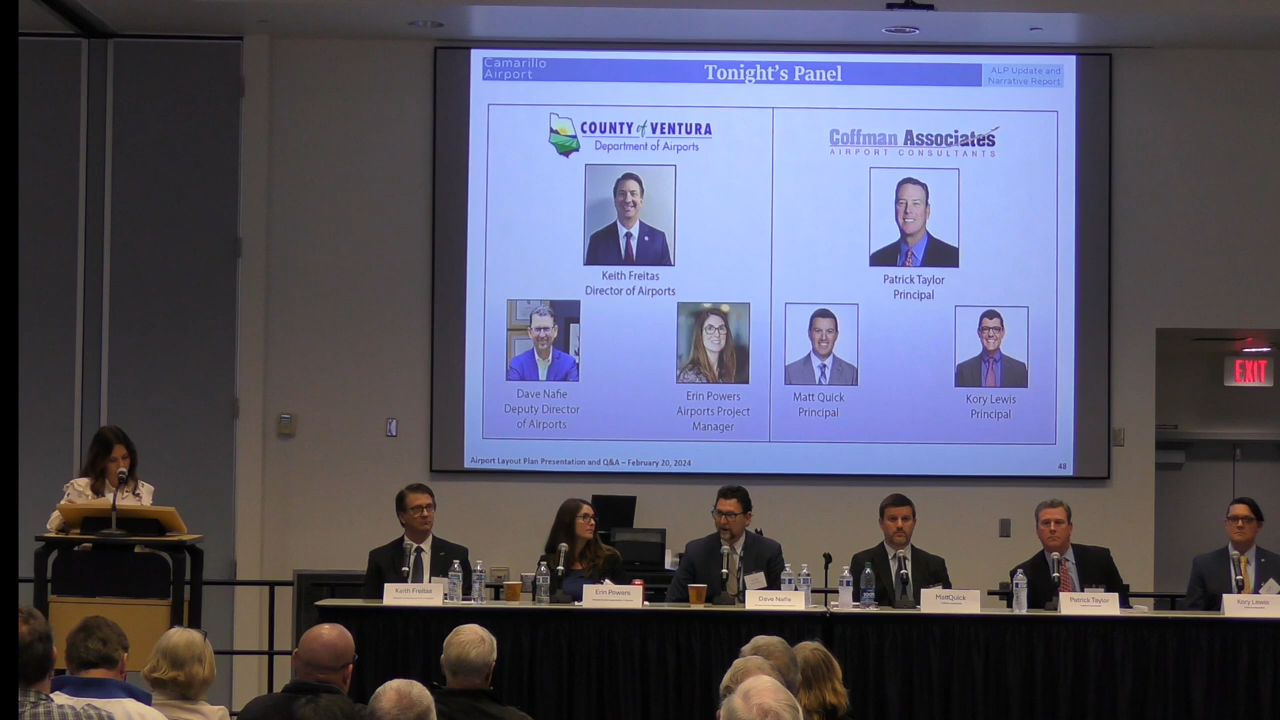 Camarillo
Airport
Tonight's Panel
ALP Update and
Narrative Report
COUNTY of VENTURA
Department of Airports
Coffman Associates
AIRPORT CONSULTANTS
Keith Freitas
Director of Airports
Patrick Taylor
Principal
Dave Nafie
Deputy Director
of Airports
Erin Powers
Airports Project
Manager
Matt Quick
Principal
Kory Lewis
Principal
Airport Layout Plan Presentation and Q&A – February 20, 2024
48
EXIT
Keith Freitas
Erin Powers
Dave Nafie
Matt Quick
Patrick Taylor
Kory Lewis